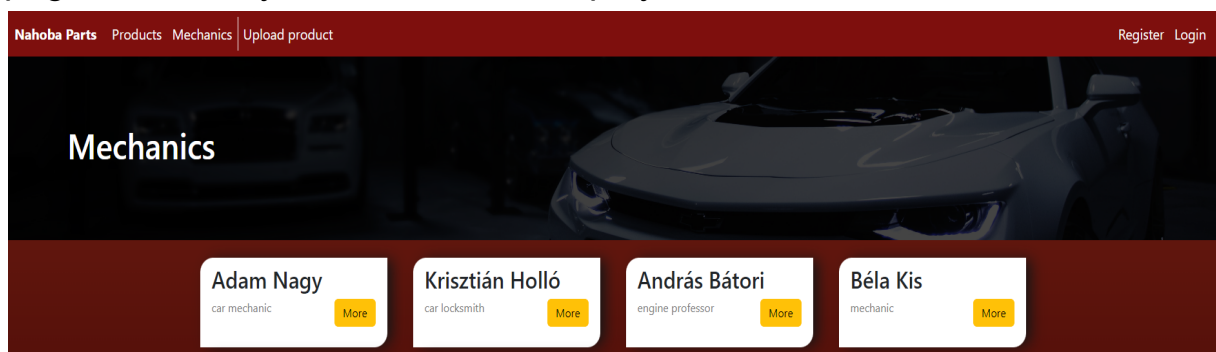 Nahoba Parts Products Mechanics Upload product Register Login
Mechanics
Adam Nagy
car mechanic
More
Krisztián Holló
car locksmith
More
András Bátori
engine professor
More
Béla Kis
mechanic
More